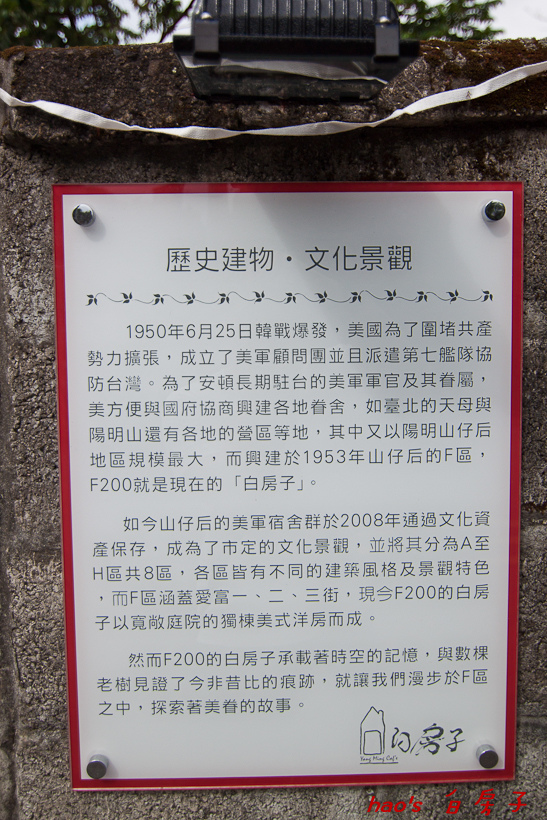 歷史建物・文化景觀
1950年6月25日韓戰爆發，美國為了圍堵共產
勢力擴張，成立了美軍顧問團並且派遣第七艦隊協
防台灣。為了安頓長期駐台的美軍軍官及其眷屬，
美方便與國府協商興建各地眷舍，如臺北的天母與
陽明山還有各地的營區等地，其中又以陽明山仔后
地區規模最大，而興建於1953年山仔后的F區，
F200就是現在的「白房子」。
如今山仔后的美軍宿舍群於2008年通過文化資
產保存，成為了市定的文化景觀，並將其分為A至
H區共8區，各區皆有不同的建築風格及景觀特色
，而F區涵蓋愛富一、二、三街，現今F200的白房
子以寬敞庭院的獨棟美式洋房而成。
然而F200的白房子承載著時空的記憶，與數棵
老樹見證了今非昔比的痕跡，就讓我們漫步於F區
之中，探索著美眷的故事。
白房子
Yang Ming Caf'e
hao's 白房子